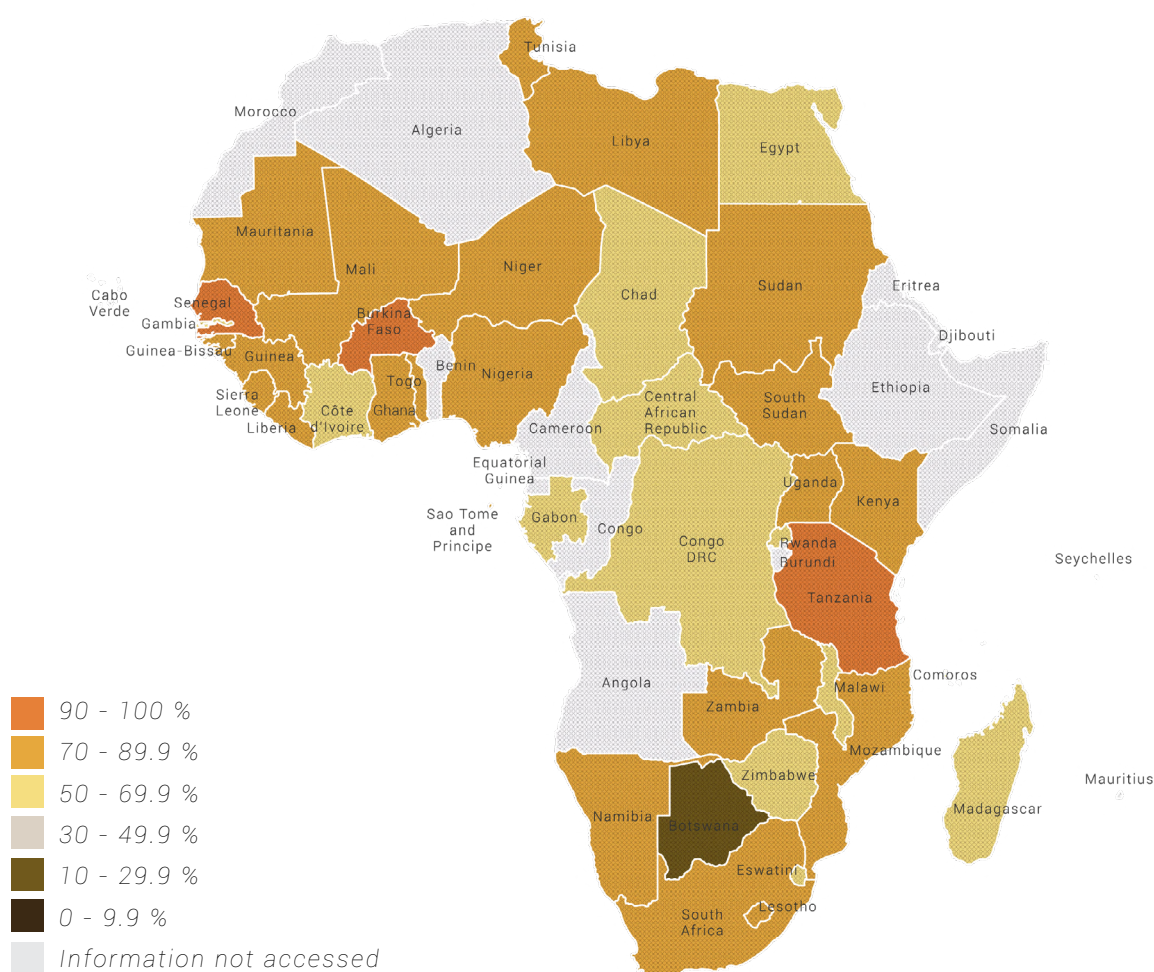 Tunisia
Morocco
Algeria
Libya
Egypt
Mauritania
Mali
Niger
Chad
Sudan
Eritrea
Cabo
Verde
Senegal
Gambia
Guinea-Bissau
Guinea
Burkina
Faso
Djibouti
Benin
Togo
Nigeria
Ethiopia
Sierra
Leone
Liberia
Côte
d'Ivoire
Ghana
Central
African
Republic
South
Sudan
Cameroon
Somalia
Equatorial
Guinea
Uganda
Kenya
Sao Tome
and
Principe
Gabon
Congo
Congo
DRC
Rwanda
Burundi
Seychelles
Tanzania
Angola
Comoros
Malawi
Zambia
Mozambique
Zimbabwe
Mauritius
Madagascar
Namibia
Botswana
Eswatini
Lesotho
South
Africa
90 - 100 %
70 - 89.9 %
50 - 69.9 %
30 - 49.9 %
10 - 29.9 %
0 - 9.9 %
Information not accessed